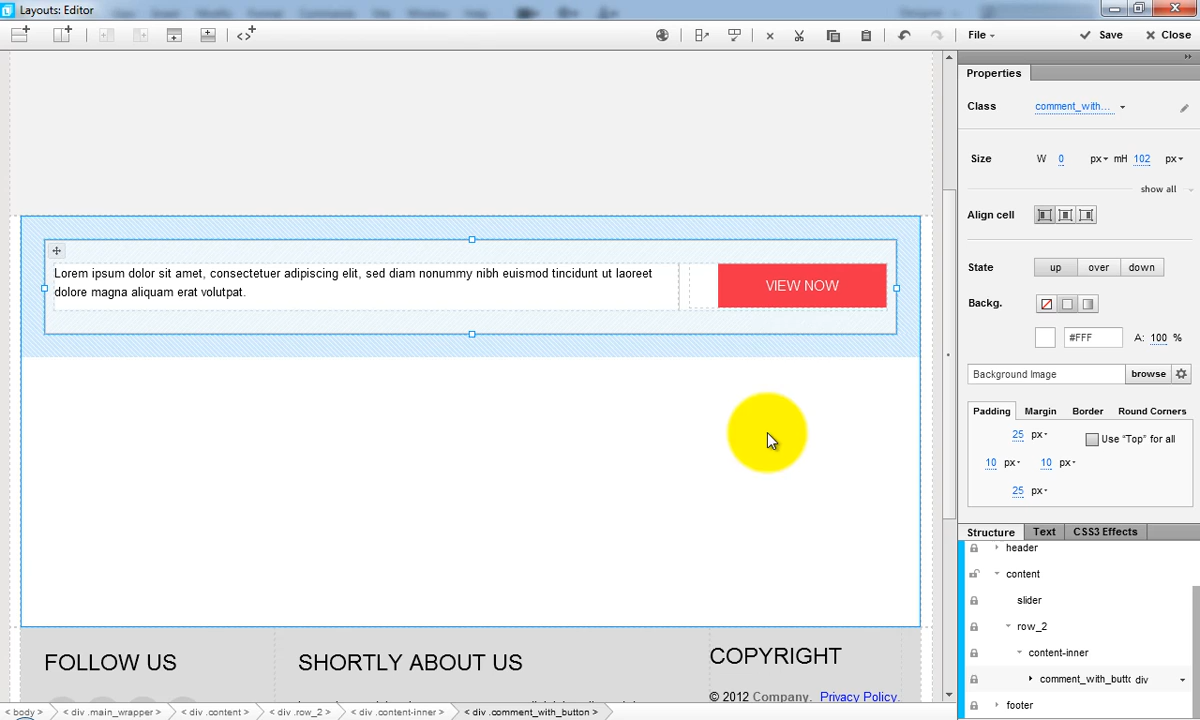 Layouts: Editor
File
Save
Close
Properties
Class
comment_with...
Size
W
0
px
mH
102
px
show all
Align cell
State
up
over
down
Backg.
#FFF
A: 100 %
Background Image
browse
Padding
Margin
Border
Round Corners
25 px
Use "Top" for all
10 px
10 px
25 px
Structure
Text
CSS3 Effects
header
content
slider
row_2
content-inner
comment_with_butt
div
footer
Lorem ipsum dolor sit amet, consectetuer adipiscing elit, sed diam nonummy nibh euismod tincidunt ut laoreet
dolore magna aliquam erat volutpat.
VIEW NOW
FOLLOW US
SHORTLY ABOUT US
COPYRIGHT
© 2012 Company. Privacy Policy.
< body >
< div .main_wrapper >
< div .content >
< div .row_2 >
< div .content-inner >
< div .comment_with_button >